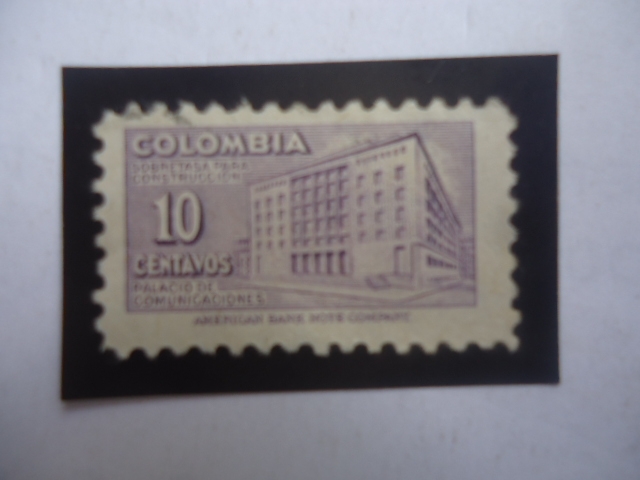 COLOMBIA
SOBRETASA PARA
CONSTRUCCION
10
CENTAVOS
PALACIO DE
COMUNICACIONES
AMERICAN BANK NOTE COMPANY